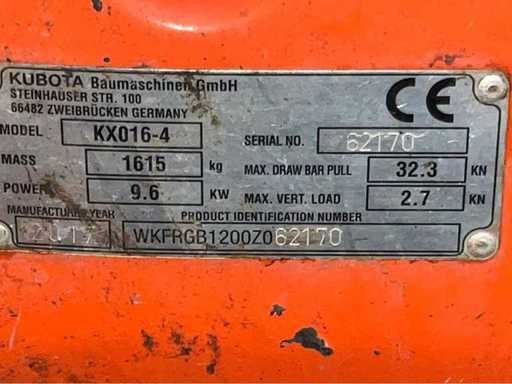 KUBOTA Baumaschinen GmbH
STEINHAUSER STR. 100
66482 ZWEIBRÜCKEN GERMANY
CE
MODEL KX016-4 SERIAL NO. 62170
MASS 1615 kg MAX. DRAW BAR PULL 32.3 KN
POWER 9.6 KW MAX. VERT. LOAD 2.7 KN
MANUFACTURE YEAR PRODUCT IDENTIFICATION NUMBER
2017 WKFRGB1200Z062170